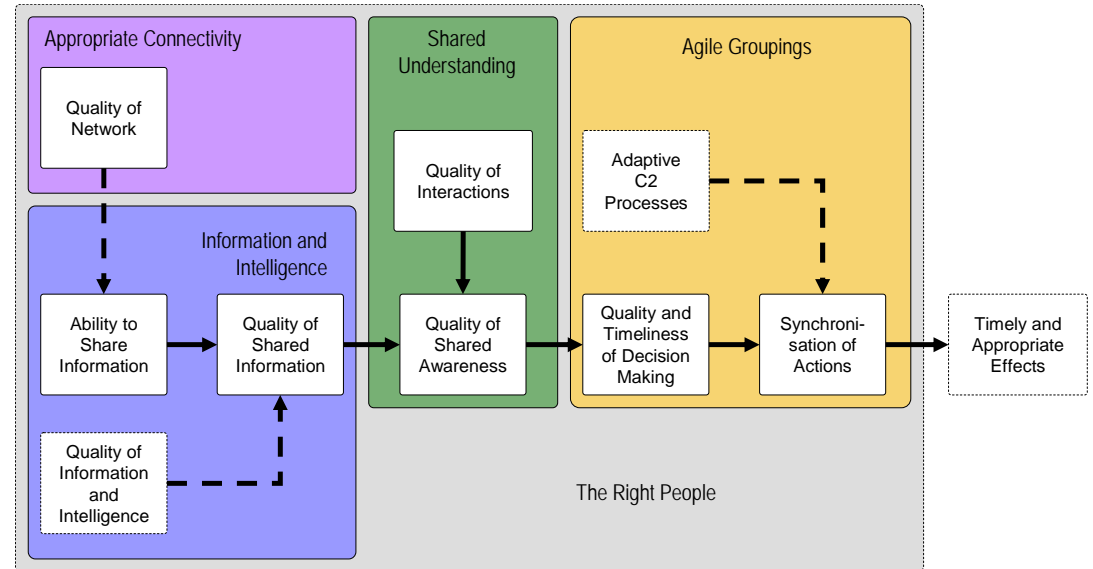 Appropriate Connectivity
Quality of
Network
Information and
Intelligence
Ability to
Share
Information
Quality of
Shared
Information
Quality of
Information
and
Intelligence
Shared
Understanding
Quality of
Interactions
Quality of
Shared
Awareness
Agile Groupings
Adaptive
C2
Processes
Quality and
Timeliness
of Decision
Making
Synchroni-
sation of
Actions
Timely and
Appropriate
Effects
The Right People